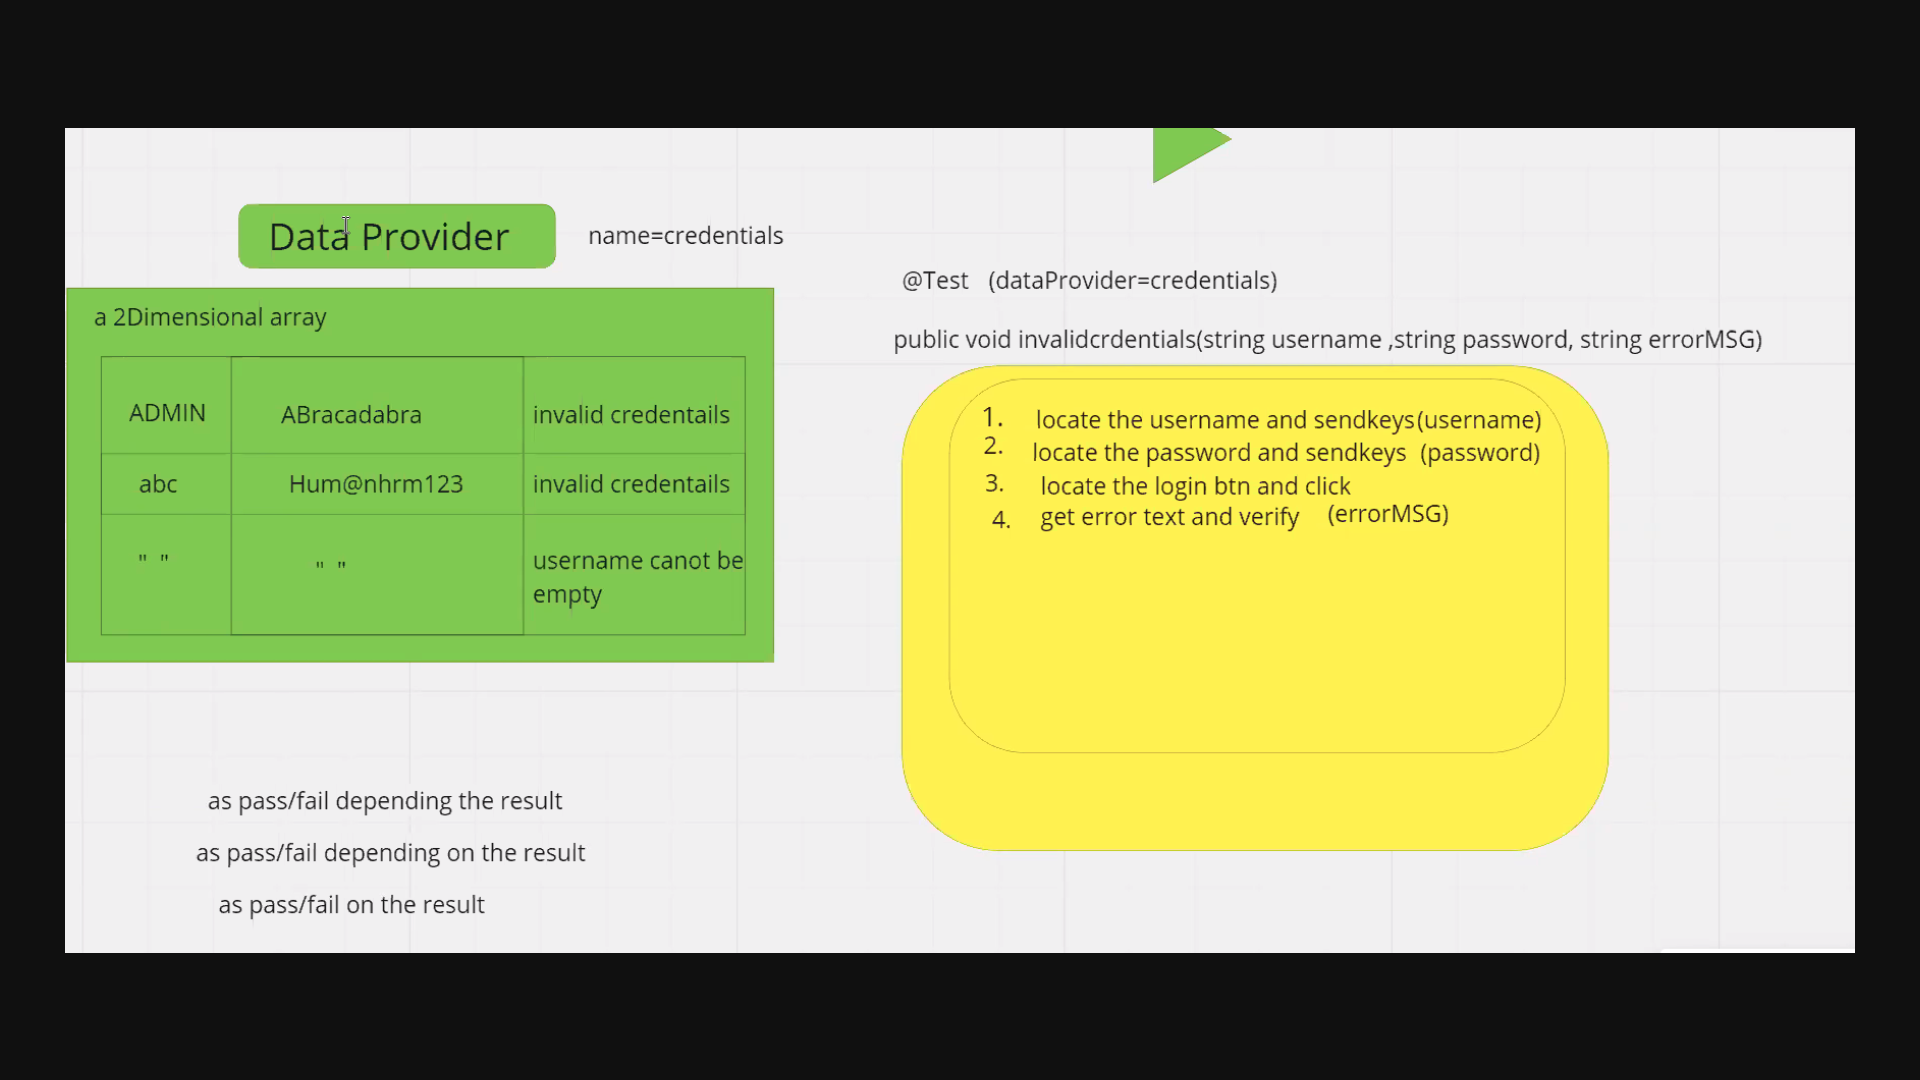 Data Provider
name=credentials
a 2Dimensional array
ADMIN
ABracadabra
invalid credentails
abc
Hum@nhrm123
invalid credentails
" "
" "
username canot be
empty
as pass/fail depending the result
as pass/fail depending on the result
as pass/fail on the result
@Test (dataProvider=credentials)
public void invalidcrdentials(string username ,string password, string errorMSG)
1. locate the username and sendkeys(username)
2. locate the password and sendkeys (password)
3. locate the login btn and click
4. get error text and verify (errorMSG)